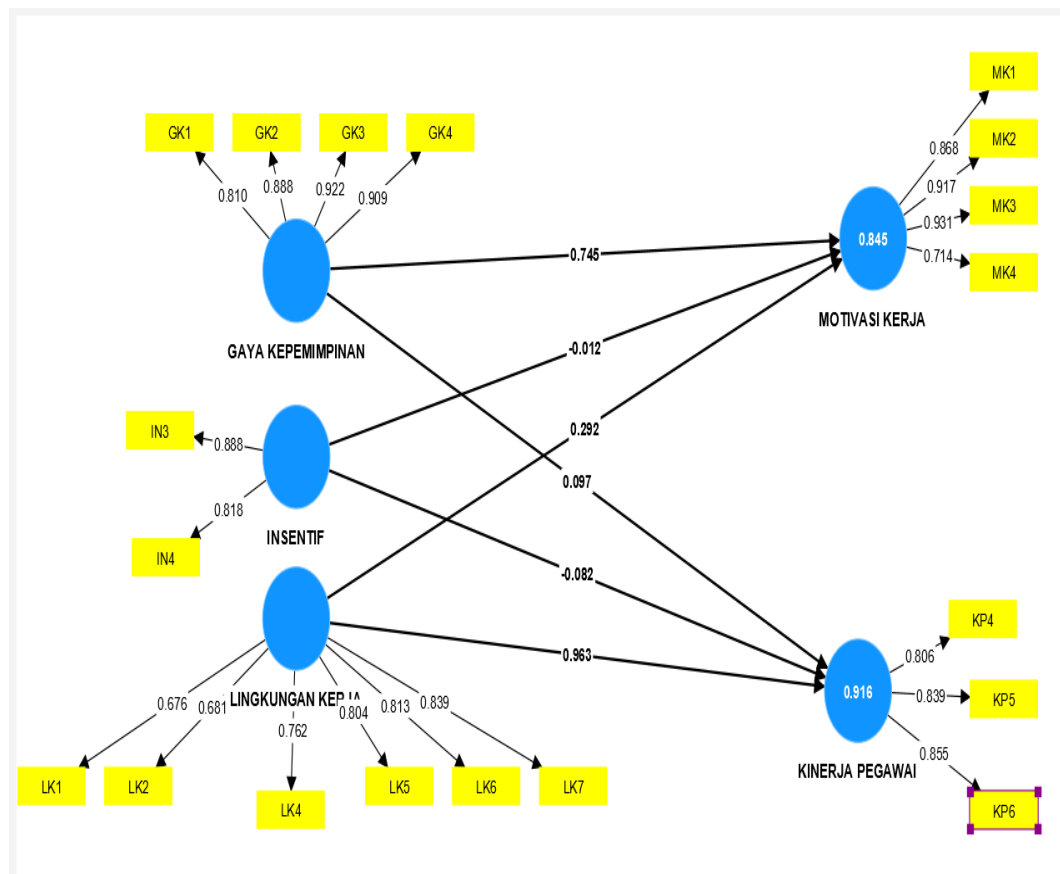 MK1
0.868
MK2
0.917
MK3
0.931
MK4
0.714
0.845
MOTIVASI KERJA
GK1
GK2
GK3
GK4
0.810
0.888
0.922
0.909
GAYA KEPEMIMPINAN
0.745
-0.012
0.292
0.097
-0.082
0.963
IN3
0.888
0.818
IN4
INSENTIF
LINGKUNGAN KERJA
0.676
0.681
0.762
0.804
0.813
0.839
LK1
LK2
LK4
LK5
LK6
LK7
KP4
0.806
0.839
KP5
0.855
KP6
0.916
KINERJA PEGAWAI